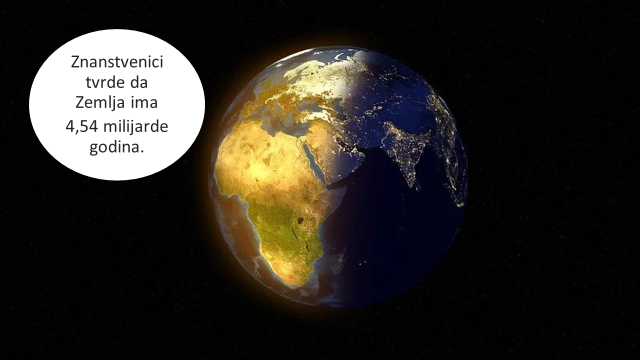 Znanstvenici
tvrde da
Zemlja ima
4,54 milijarde
godina.